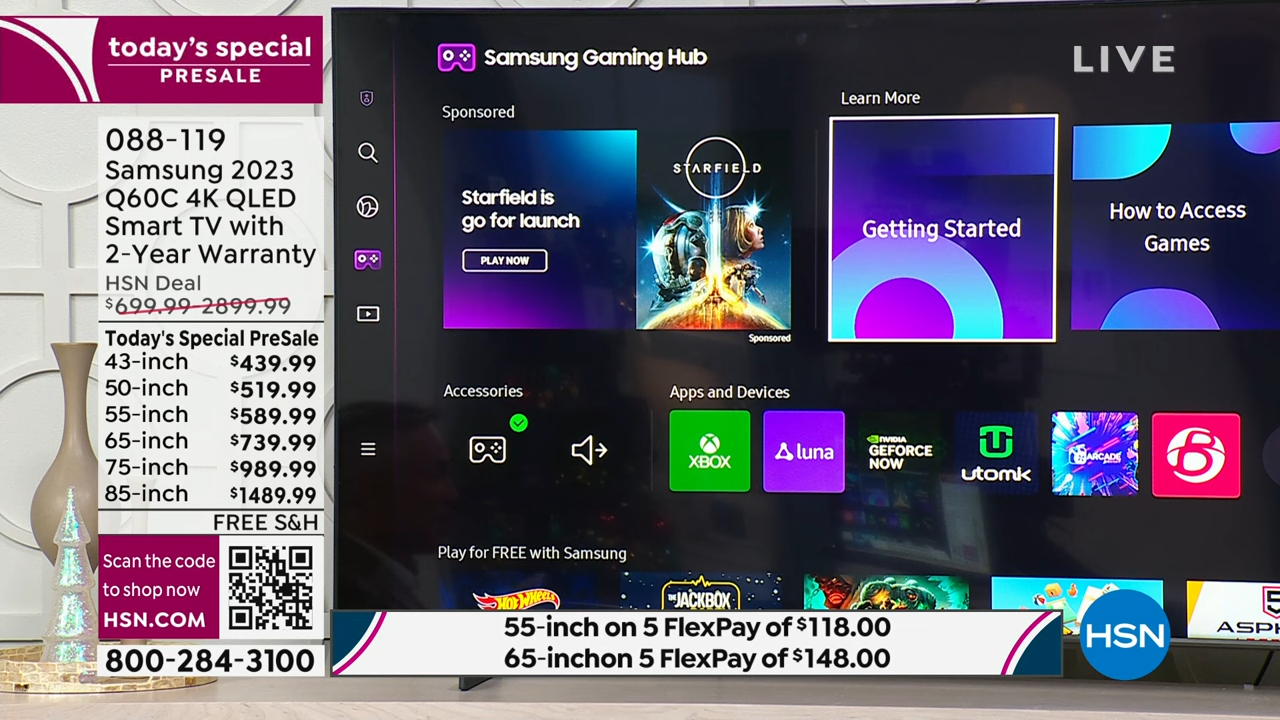 today's special
PRESALE
088-119
Samsung 2023
Q60C 4K QLED
Smart TV with
2-Year Warranty
HSN Deal
$699.99-2899.99
Today's Special PreSale
43-inch $439.99
50-inch $519.99
55-inch $589.99
65-inch $739.99
75-inch $989.99
85-inch $1489.99
FREE S&H
Scan the code
to shop now
HSN.COM
800-284-3100
Samsung Gaming Hub
LIVE
Sponsored
Learn More
STARFIELD
Starfield is
go for launch
PLAY NOW
Sponsored
Getting Started
How to Access
Games
Accessories
Apps and Devices
XBOX
luna
NVIDIA
GEFORCE
NOW
utomik
ARCADE
Play for FREE with Samsung
HOT WHEELS
THE JACKBOX
5
ASPH
55-inch on 5 FlexPay of $118.00
65-inchon 5 FlexPay of $148.00
HSN